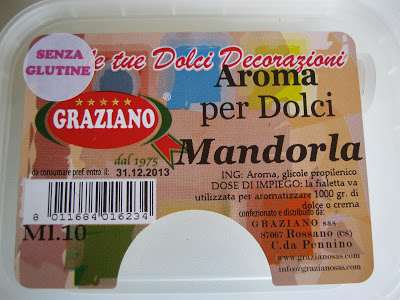 SENZA
GLUTINE
le tue Dolci Decorazioni
Aroma
per Dolci
Mandorla
GRAZIANO
dal 1975
da consumare pref. entro il: 31.12.2013
ING: Aroma, glicole propilenico
DOSE DI IMPIEGO: la fialetta va
utilizzata per aromatizzare 1000 gr. di
dolce o crema
confezionato e distribuito da:
GRAZIANO sas
87067 Rossano (CS)
C.da Pennino
www.grazianosas.com
info@grazianosas.com
8 011684 016234
Ml.10